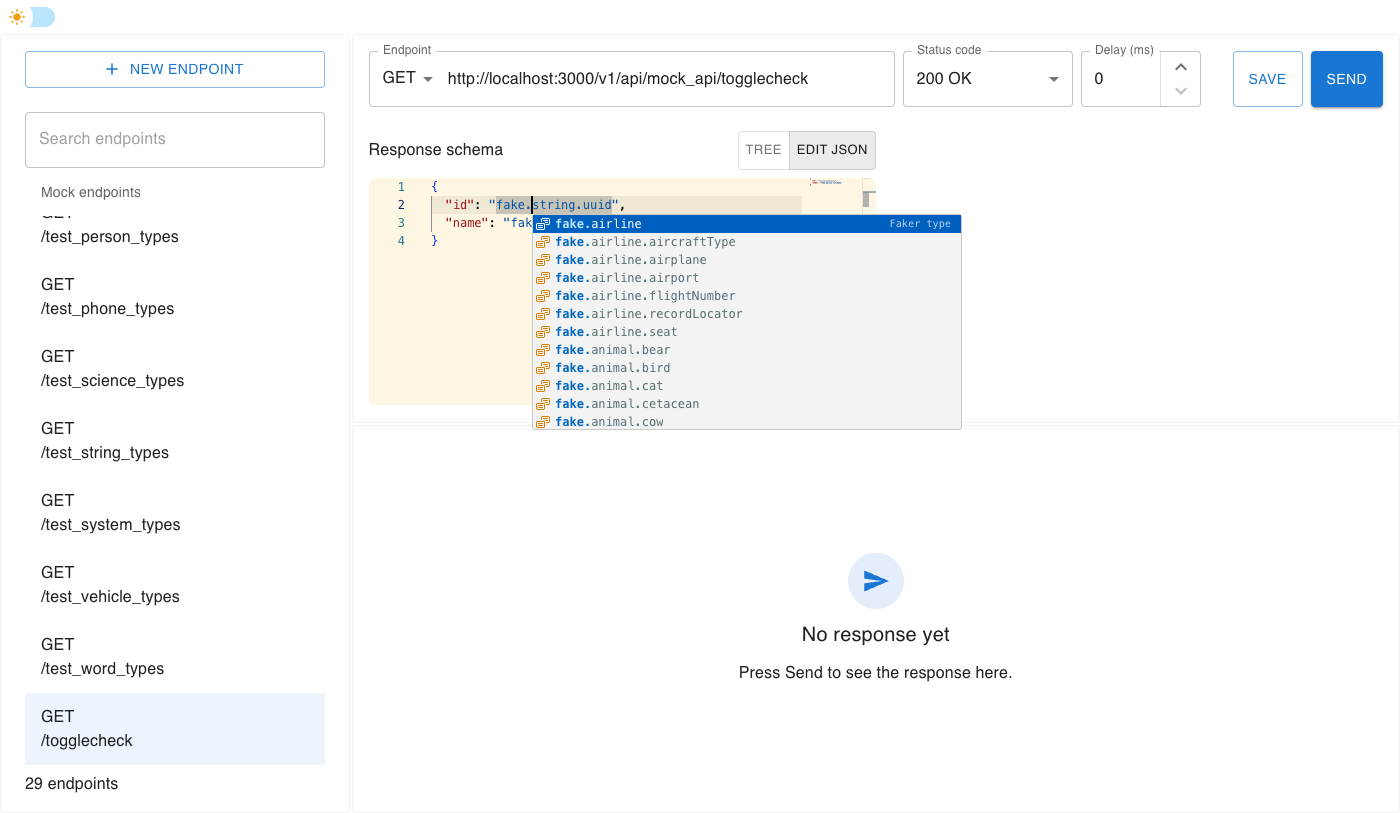 + NEW ENDPOINT
Search endpoints
Mock endpoints
/test_person_types
GET
/test_phone_types
GET
/test_science_types
GET
/test_string_types
GET
/test_system_types
GET
/test_vehicle_types
GET
/test_word_types
GET
/togglecheck
29 endpoints
Endpoint
GET http://localhost:3000/v1/api/mock_api/togglecheck
Status code
200 OK
Delay (ms)
0
SAVE
SEND
Response schema
TREE
EDIT JSON
1 {
2 "id": "fake.string.uuid",
3 "name": "fak
4 }
fake.airline Faker type
fake.airline.aircraftType
fake.airline.airplane
fake.airline.airport
fake.airline.flightNumber
fake.airline.recordLocator
fake.airline.seat
fake.animal.bear
fake.animal.bird
fake.animal.cat
fake.animal.cetacean
fake.animal.cow
No response yet
Press Send to see the response here.